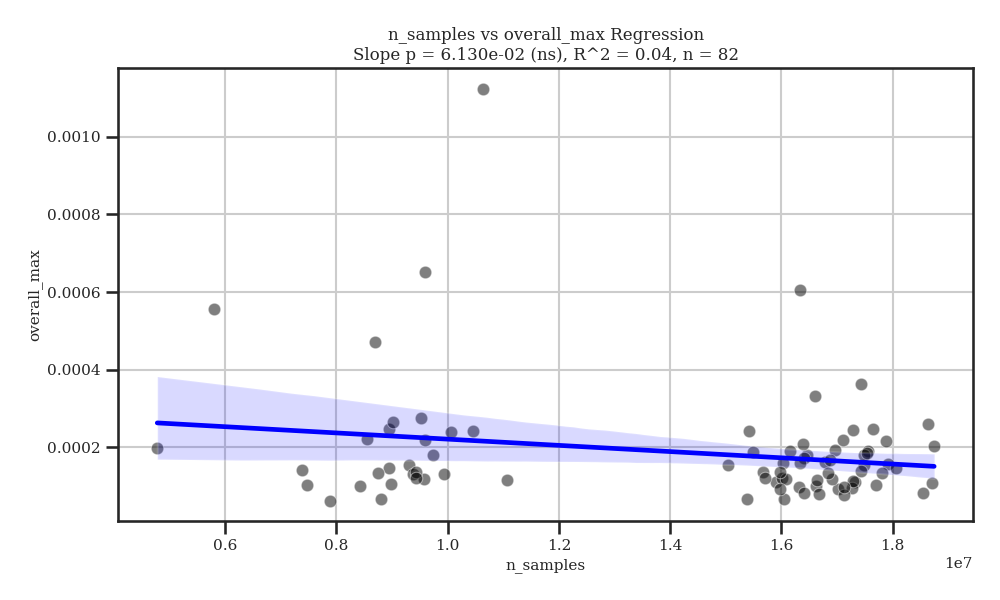 n_samples vs overall_max Regression
Slope p = 6.130e-02 (ns), R^2 = 0.04, n = 82
overall_max
0.0010
0.0008
0.0006
0.0004
0.0002
0.6
0.8
1.0
1.2
1.4
1.6
1.8
1e7
n_samples